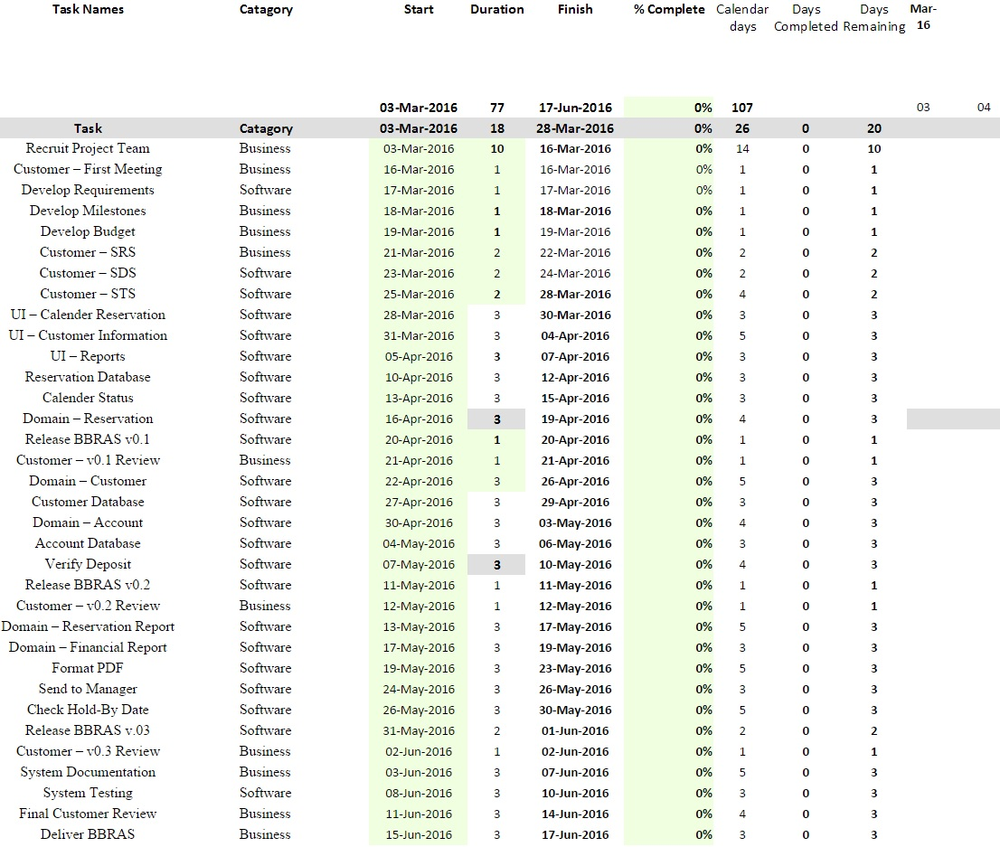 Task Names Catagory Start Duration Finish % Complete Calendar Days Days Mar-
days Completed Remaining 16
03-Mar-2016 77 17-Jun-2016 0% 107 03 04
Task Catagory 03-Mar-2016 18 28-Mar-2016 0% 26 0 20
Recruit Project Team Business 03-Mar-2016 10 16-Mar-2016 0% 14 0 10
Customer – First Meeting Business 16-Mar-2016 1 16-Mar-2016 0% 1 0 1
Develop Requirements Software 17-Mar-2016 1 17-Mar-2016 0% 1 0 1
Develop Milestones Business 18-Mar-2016 1 18-Mar-2016 0% 1 0 1
Develop Budget Business 19-Mar-2016 1 19-Mar-2016 0% 1 0 1
Customer – SRS Business 21-Mar-2016 2 22-Mar-2016 0% 2 0 2
Customer – SDS Software 23-Mar-2016 2 24-Mar-2016 0% 2 0 2
Customer – STS Software 25-Mar-2016 2 28-Mar-2016 0% 4 0 2
UI – Calender Reservation Software 28-Mar-2016 3 30-Mar-2016 0% 3 0 3
UI – Customer Information Software 31-Mar-2016 3 04-Apr-2016 0% 5 0 3
UI – Reports Software 05-Apr-2016 3 07-Apr-2016 0% 3 0 3
Reservation Database Software 10-Apr-2016 3 12-Apr-2016 0% 3 0 3
Calender Status Software 13-Apr-2016 3 15-Apr-2016 0% 3 0 3
Domain – Reservation Software 16-Apr-2016 3 19-Apr-2016 0% 4 0 3
Release BBRAS v0.1 Software 20-Apr-2016 1 20-Apr-2016 0% 1 0 1
Customer – v0.1 Review Business 21-Apr-2016 1 21-Apr-2016 0% 1 0 1
Domain – Customer Software 22-Apr-2016 3 26-Apr-2016 0% 5 0 3
Customer Database Software 27-Apr-2016 3 29-Apr-2016 0% 3 0 3
Domain – Account Software 30-Apr-2016 3 03-May-2016 0% 4 0 3
Account Database Software 04-May-2016 3 06-May-2016 0% 3 0 3
Verify Deposit Software 07-May-2016 3 10-May-2016 0% 4 0 3
Release BBRAS v0.2 Software 11-May-2016 1 11-May-2016 0% 1 0 1
Customer – v0.2 Review Business 12-May-2016 1 12-May-2016 0% 1 0 1
Domain – Reservation Report Software 13-May-2016 3 17-May-2016 0% 5 0 3
Domain – Financial Report Software 17-May-2016 3 19-May-2016 0% 3 0 3
Format PDF Software 19-May-2016 3 23-May-2016 0% 5 0 3
Send to Manager Software 24-May-2016 3 26-May-2016 0% 3 0 3
Check Hold-By Date Software 26-May-2016 3 30-May-2016 0% 5 0 3
Release BBRAS v.03 Software 31-May-2016 2 01-Jun-2016 0% 2 0 2
Customer – v0.3 Review Business 02-Jun-2016 1 02-Jun-2016 0% 1 0 1
System Documentation Business 03-Jun-2016 3 07-Jun-2016 0% 5 0 3
System Testing Software 08-Jun-2016 3 10-Jun-2016 0% 3 0 3
Final Customer Review Business 11-Jun-2016 3 14-Jun-2016 0% 4 0 3
Deliver BBRAS Business 15-Jun-2016 3 17-Jun-2016 0% 3 0 3